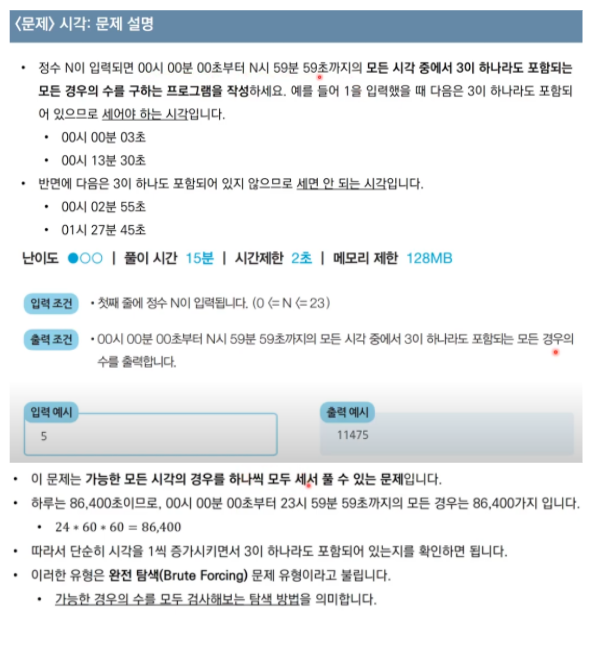 <문제> 시각: 문제 설명
• 정수 N이 입력되면 00시 00분 00초부터 N시 59분 59초까지의 모든 시각 중에서 3이 하나라도 포함되는
모든 경우의 수를 구하는 프로그램을 작성하세요. 예를 들어 1을 입력했을 때 다음은 3이 하나라도 포함되
어 있으므로 세어야 하는 시각입니다.
• 00시 00분 03초
• 00시 13분 30초
• 반면에 다음은 3이 하나도 포함되어 있지 않으므로 세면 안 되는 시각입니다.
• 00시 02분 55초
• 01시 27분 45초
난이도 ●○○ | 풀이 시간 15분 | 시간제한 2초 | 메모리 제한 128MB
입력 조건 • 첫째 줄에 정수 N이 입력됩니다. (0 <= N <= 23)
출력 조건 • 00시 00분 00초부터 N시 59분 59초까지의 모든 시각 중에서 3이 하나라도 포함되는 모든 경우의
수를 출력합니다.
입력 예시 출력 예시
5 11475
• 이 문제는 가능한 모든 시각의 경우를 하나씩 모두 세서 풀 수 있는 문제입니다.
• 하루는 86,400초이므로, 00시 00분 00초부터 23시 59분 59초까지의 모든 경우는 86,400가지 입니다.
• 24 * 60 * 60 = 86,400
• 따라서 단순히 시각을 1씩 증가시키면서 3이 하나라도 포함되어 있는지를 확인하면 됩니다.
• 이러한 유형은 완전 탐색(Brute Forcing) 문제 유형이라고 불립니다.
• 가능한 경우의 수를 모두 검사해보는 탐색 방법을 의미합니다.